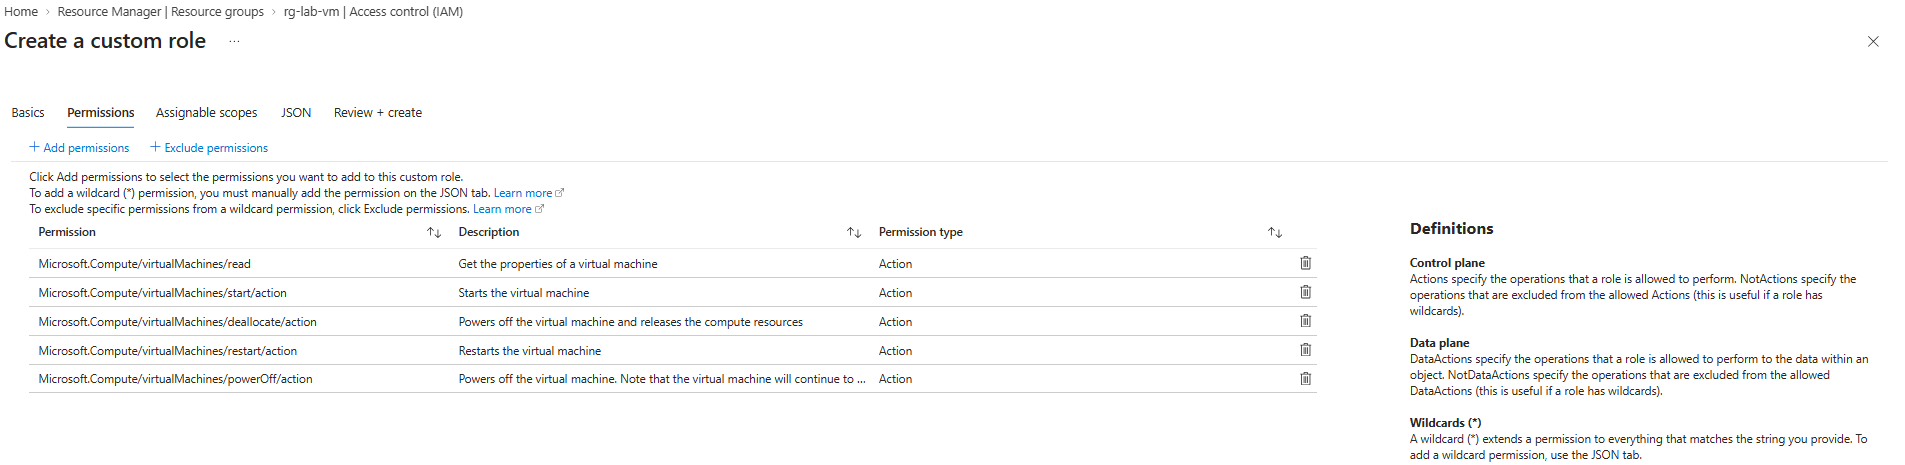 Home > Resource Manager | Resource groups > rg-lab-vm | Access control (IAM)
Create a custom role ...
Basics Permissions Assignable scopes JSON Review + create
+ Add permissions + Exclude permissions
Click Add permissions to select the permissions you want to add to this custom role.
To add a wildcard (*) permission, you must manually add the permission on the JSON tab. Learn more
To exclude specific permissions from a wildcard permission, click Exclude permissions. Learn more
Permission Description Permission type
Microsoft.Compute/virtualMachines/read Get the properties of a virtual machine Action
Microsoft.Compute/virtualMachines/start/action Starts the virtual machine Action
Microsoft.Compute/virtualMachines/deallocate/action Powers off the virtual machine and releases the compute resources Action
Microsoft.Compute/virtualMachines/restart/action Restarts the virtual machine Action
Microsoft.Compute/virtualMachines/powerOff/action Powers off the virtual machine. Note that the virtual machine will continue to ... Action
Definitions
Control plane
Actions specify the operations that a role is allowed to perform. NotActions specify the
operations that are excluded from the allowed Actions (this is useful if a role has
wildcards).
Data plane
DataActions specify the operations that a role is allowed to perform to the data within an
object. NotDataActions specify the operations that are excluded from the allowed
DataActions (this is useful if a role has wildcards).
Wildcards (*)
A wildcard (*) extends a permission to everything that matches the string you provide. To
add a wildcard permission, use the JSON tab.